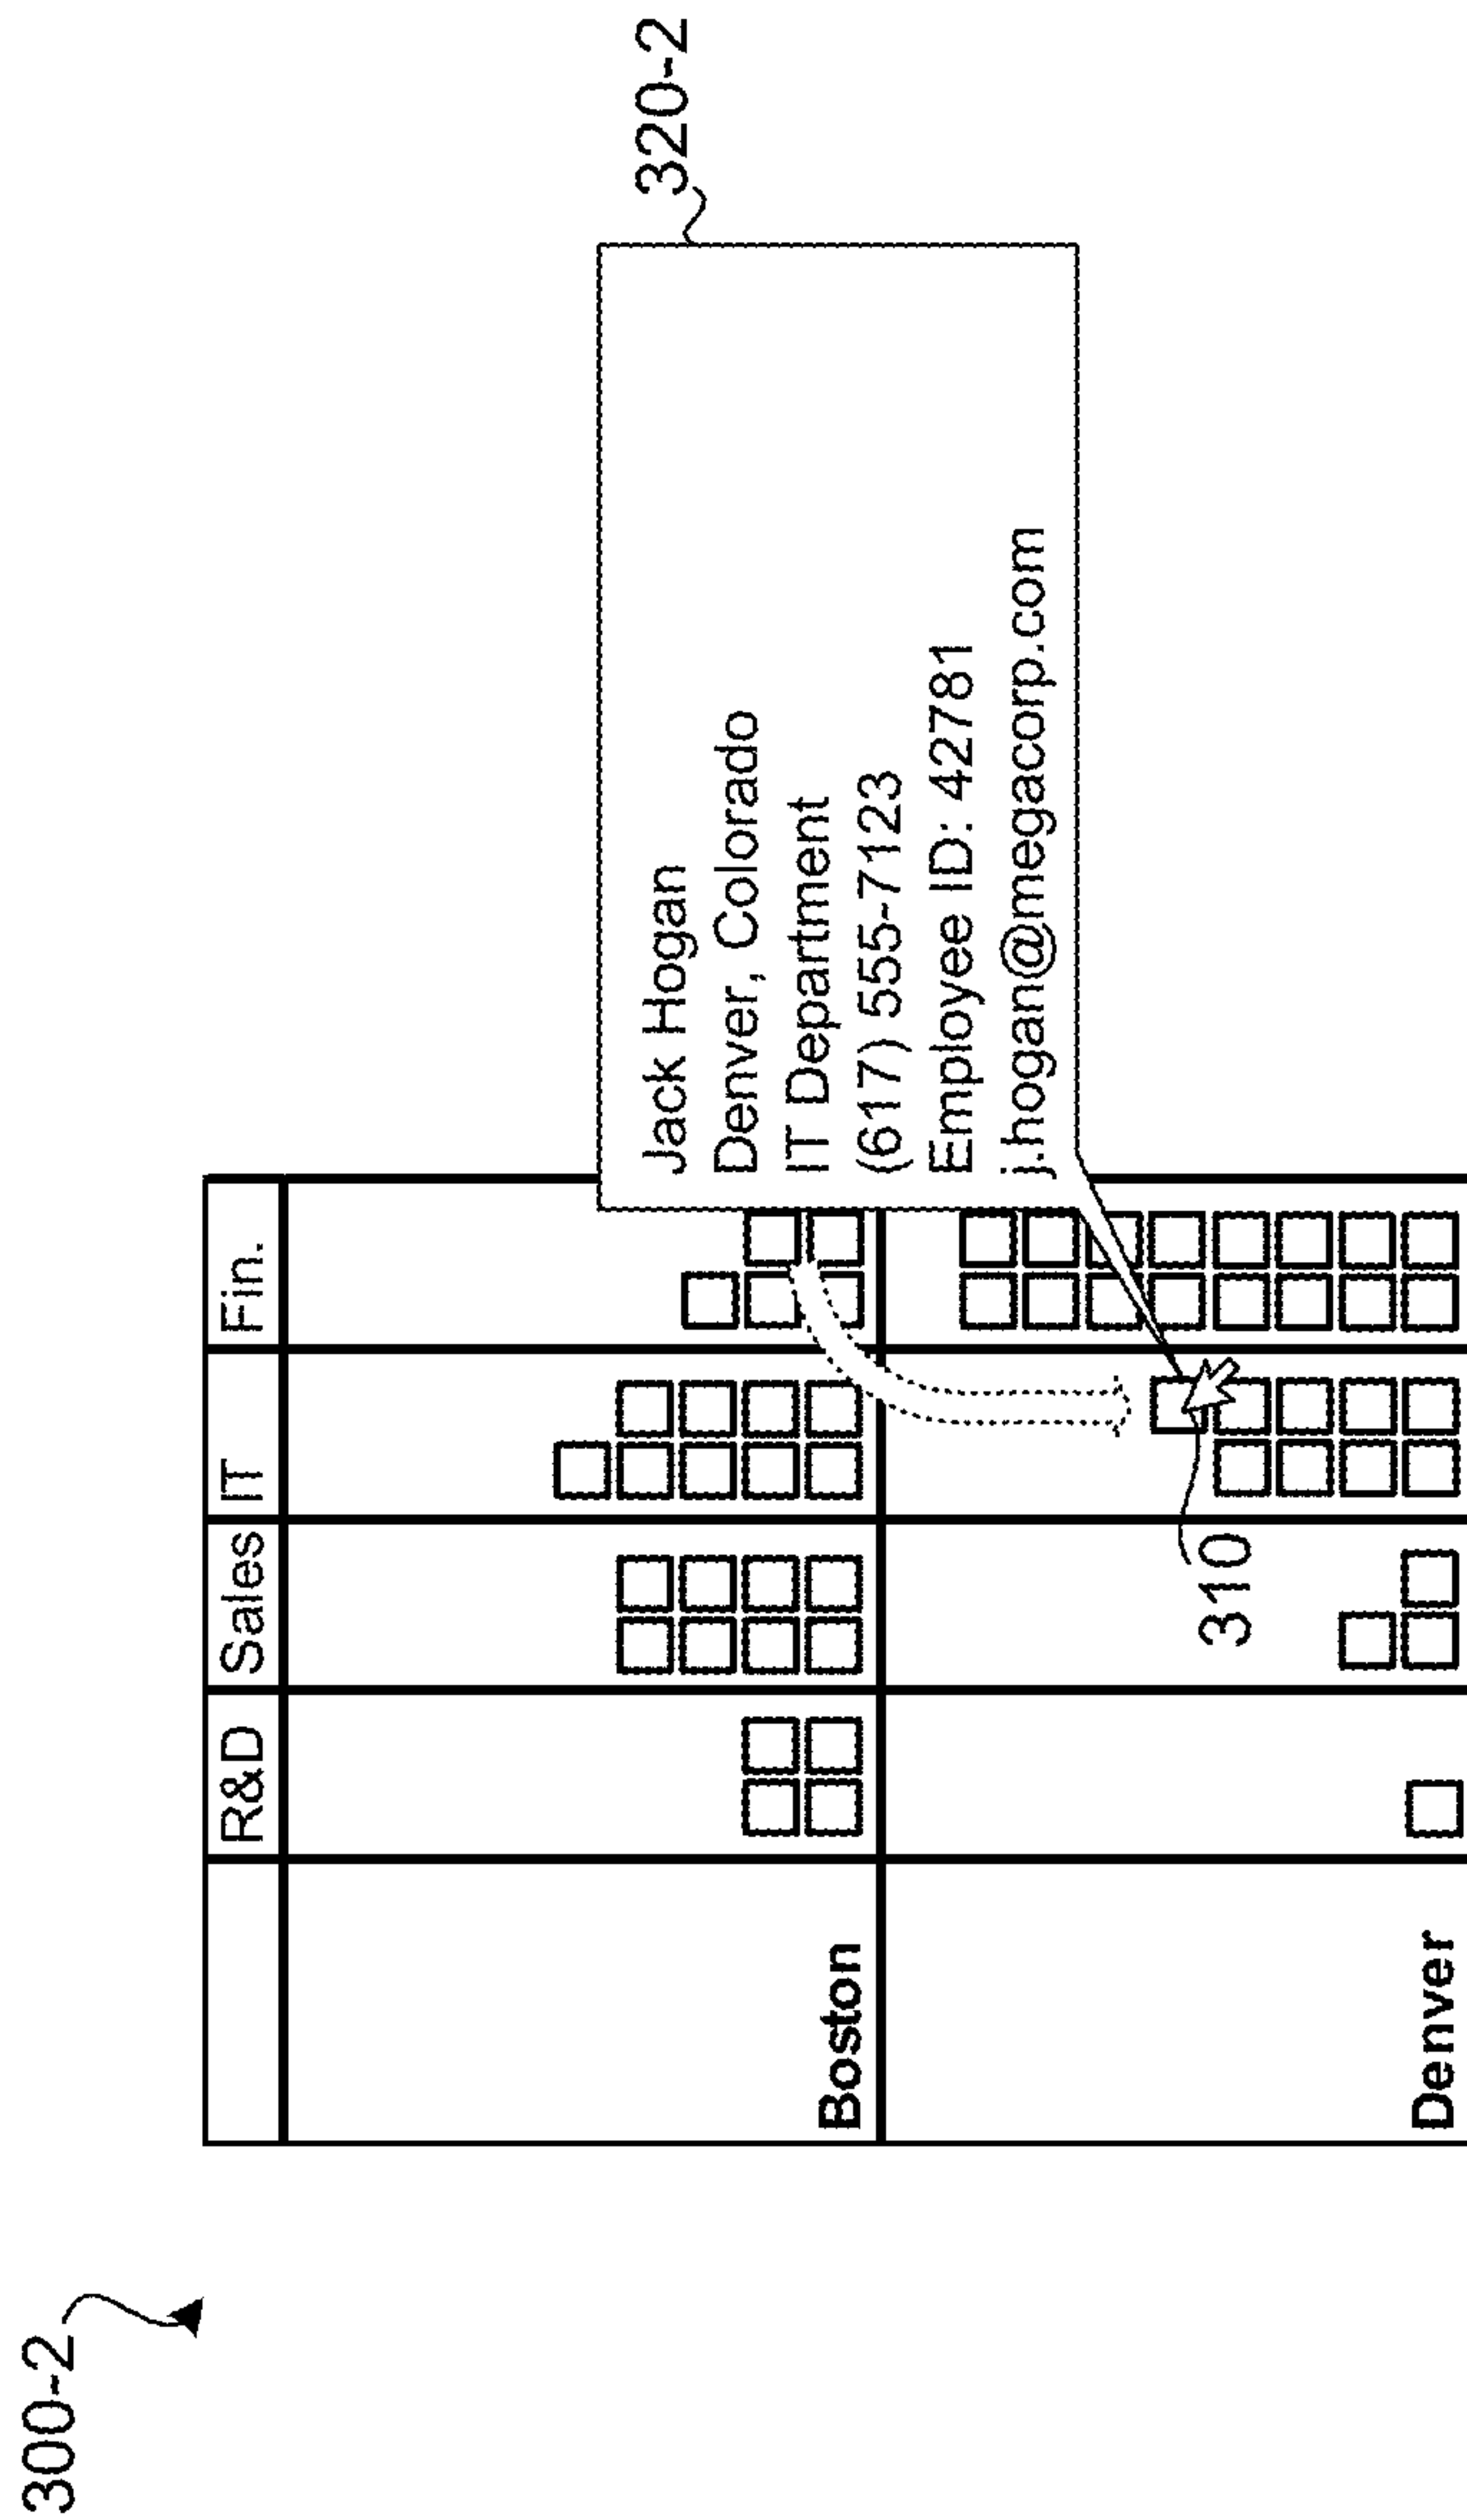 300-2
R&D Sales IT Fin.
320-2
Jack Hogan
Denver, Colorado
IT Department
(617) 555-7123
Employee ID: 42781
j.hogan@megacorp.com
Boston
310
Denver